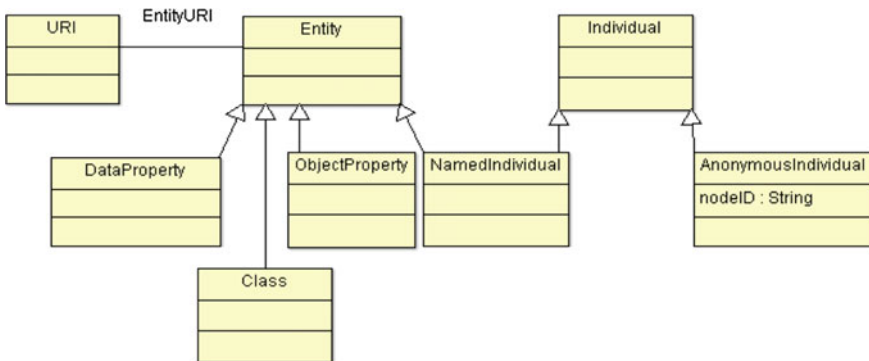 EntityURI
URI
Entity
Individual
DataProperty
ObjectProperty
NamedIndividual
AnonymousIndividual
nodeID : String
Class